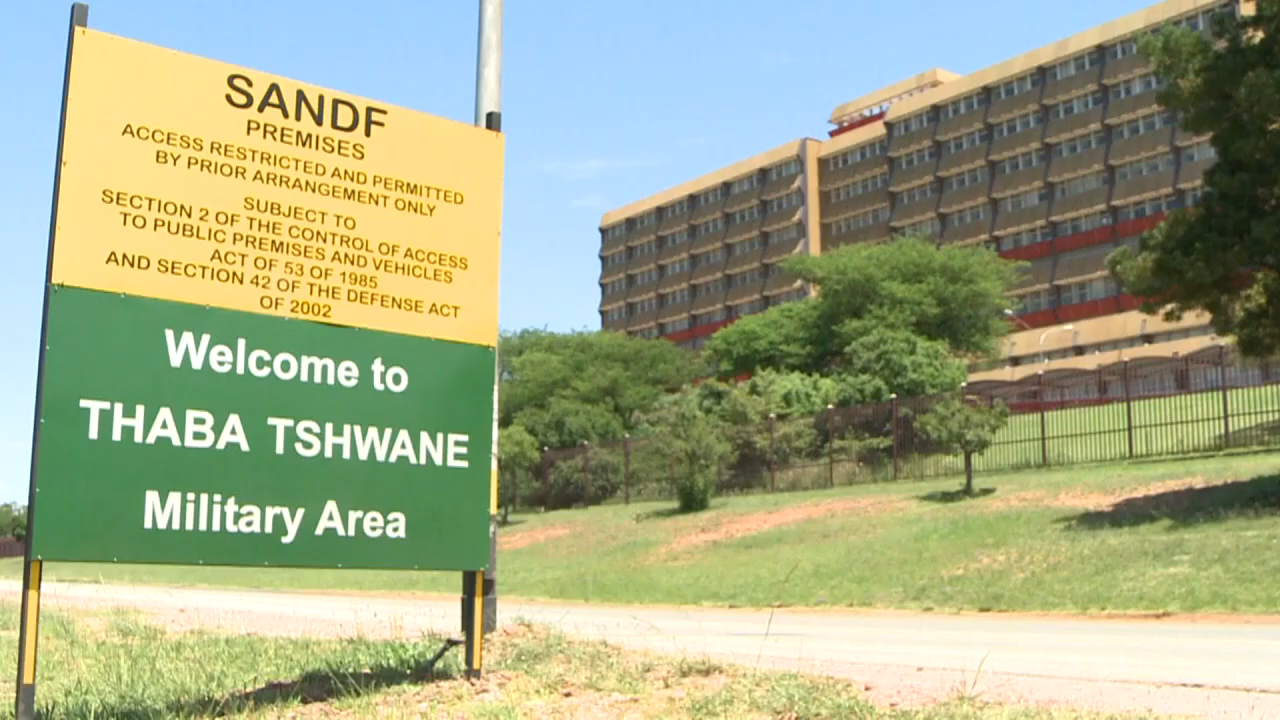 SANDF
PREMISES
ACCESS RESTRICTED AND PERMITTED
BY PRIOR ARRANGEMENT ONLY
SUBJECT TO
SECTION 2 OF THE CONTROL OF ACCESS
TO PUBLIC PREMISES AND VEHICLES
ACT OF 53 OF 1985
AND SECTION 42 OF THE DEFENSE ACT
OF 2002
Welcome to
THABA TSHWANE
Military Area